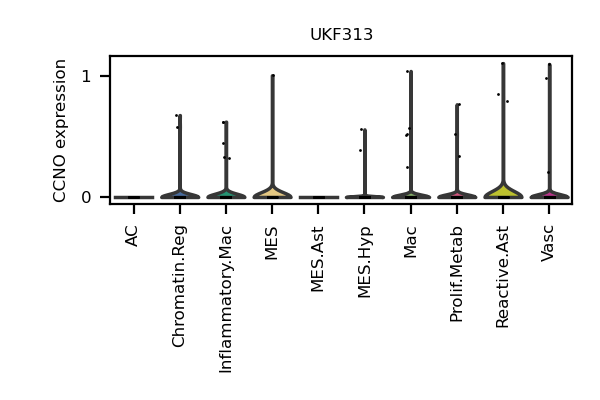 UKF313
CCNO expression
1
0
AC
Chromatin.Reg
Inflammatory.Mac
MES
MES.Ast
MES.Hyp
Mac
Prolif.Metab
Reactive.Ast
Vasc